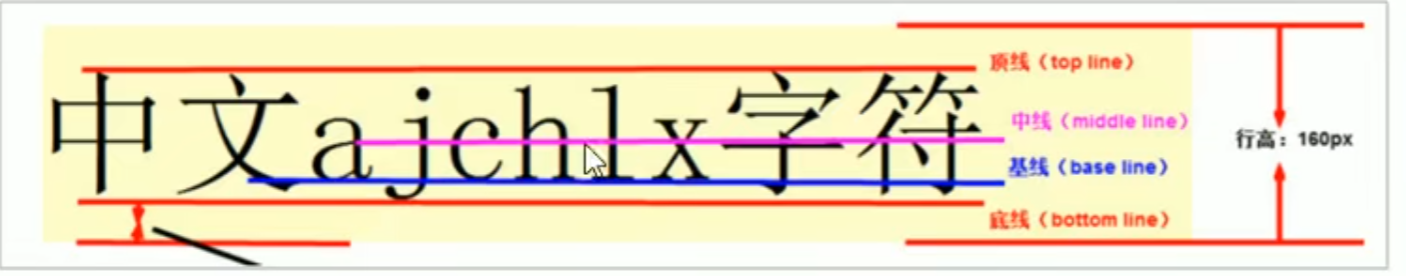 顶线（top line）
中文ajchlx字符
中线（middle line）
行高：160px
基线（base line）
底线（bottom line）